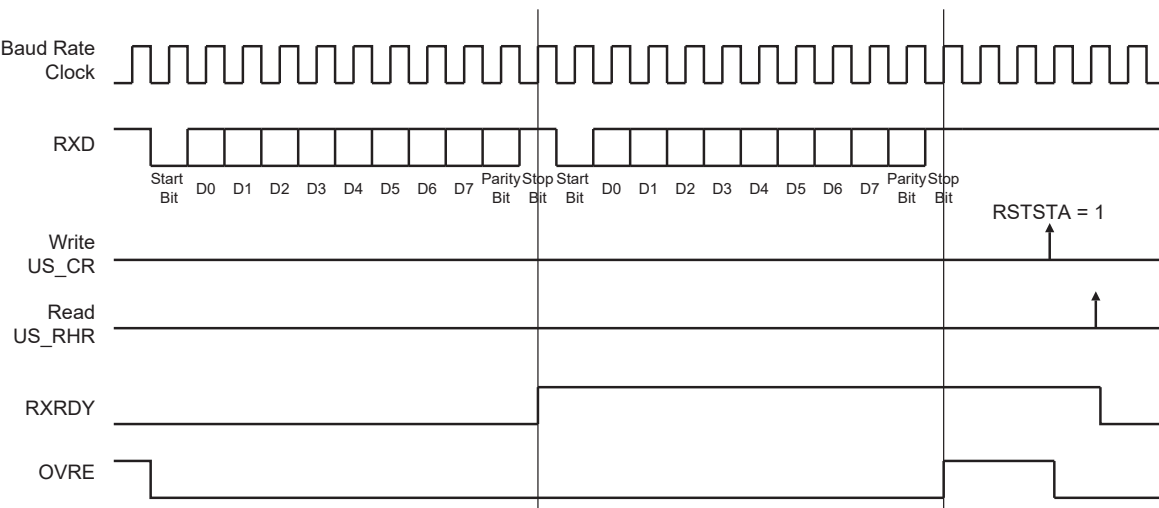 Baud Rate
Clock
RXD
Start
Bit
D0
D1
D2
D3
D4
D5
D6
D7
Parity
Bit
Stop
Bit
Start
Bit
D0
D1
D2
D3
D4
D5
D6
D7
Parity
Bit
Stop
Bit
RSTSTA = 1
Write
US_CR
Read
US_RHR
RXRDY
OVRE